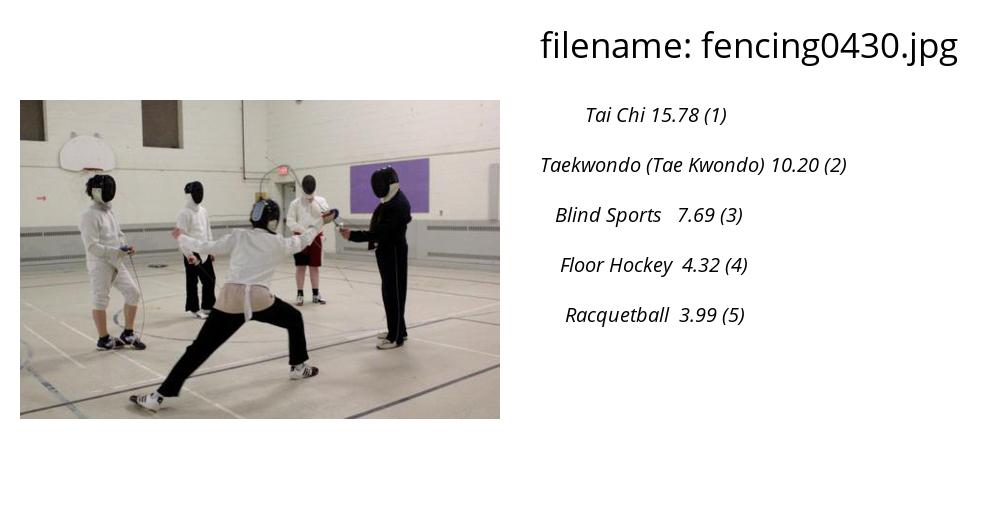 filename: fencing0430.jpg
Tai Chi 15.78 (1)
Taekwondo (Tae Kwondo) 10.20 (2)
Blind Sports 7.69 (3)
Floor Hockey 4.32 (4)
Racquetball 3.99 (5)